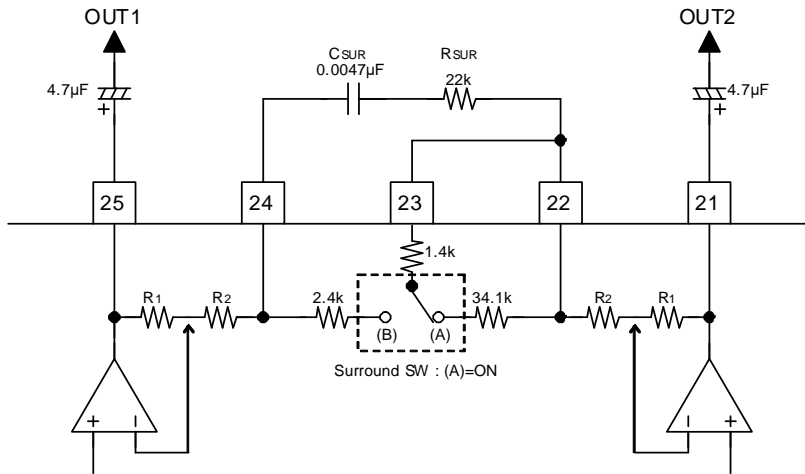 OUT1
OUT2
CSUR
0.0047µF
RSUR
22k
4.7µF
+
4.7µF
+
25
24
23
22
21
1.4k
R1
R2
2.4k
34.1k
R2
R1
(B)
(A)
Surround SW : (A)=ON
+
−
−
+